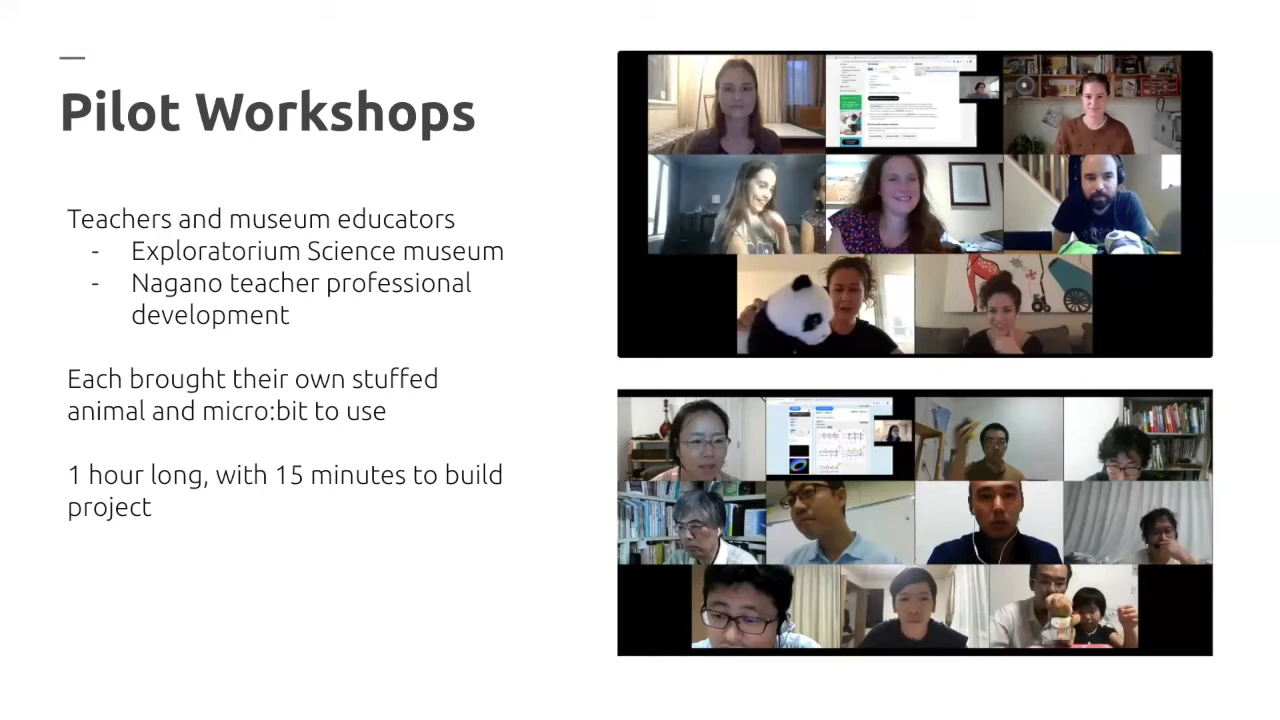 Pilot Workshops
Teachers and museum educators
- Exploratorium Science museum
- Nagano teacher professional
development
Each brought their own stuffed
animal and micro:bit to use
1 hour long, with 15 minutes to build
project